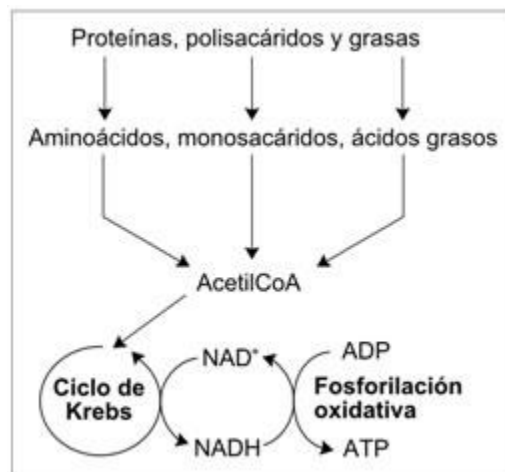 Proteínas, polisacáridos y grasas
Aminoácidos, monosacáridos, ácidos grasos
AcetilCoA
Ciclo de
Krebs
NAD⁺
NADH
ADP
Fosforilación
oxidativa
ATP